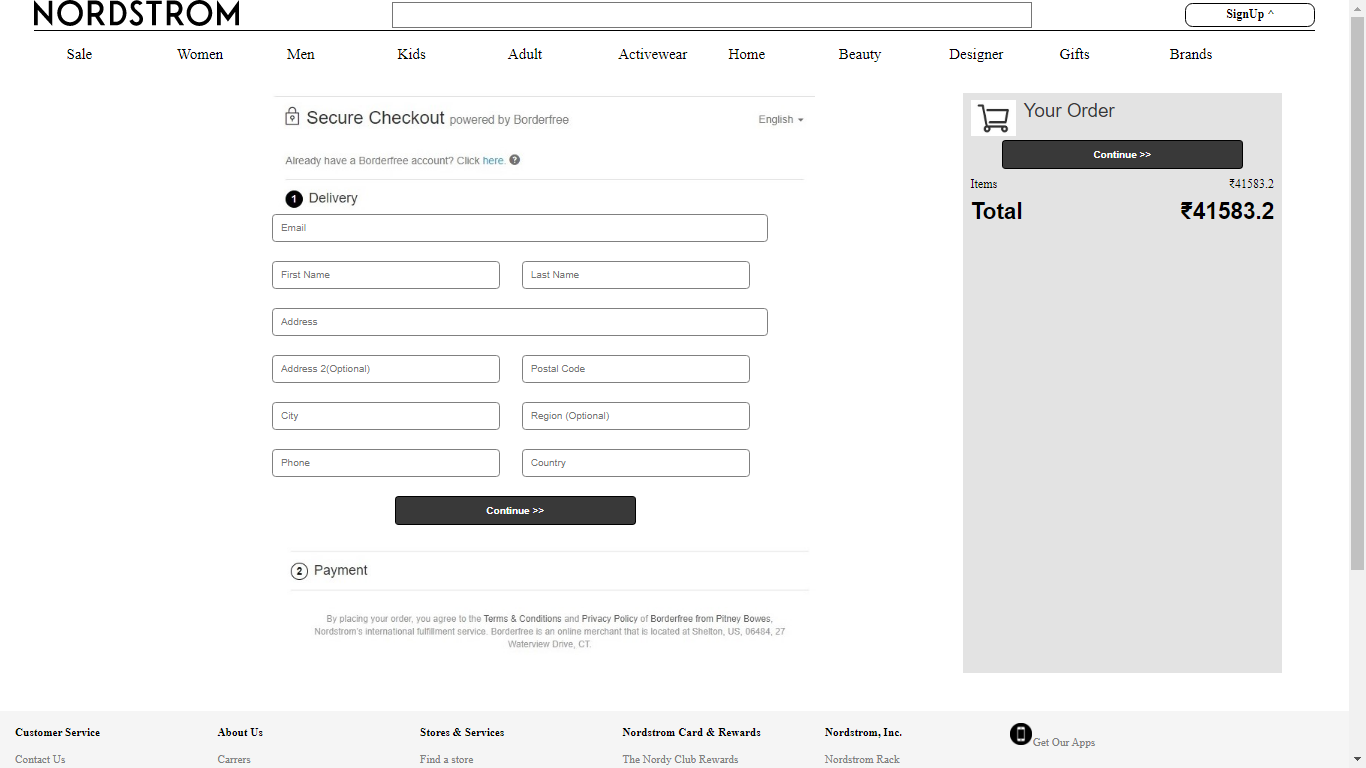 NORDSTROM
SignUp ^
Sale Women Men Kids Adult Activewear Home Beauty Designer Gifts Brands
Secure Checkout powered by Borderfree
English
Already have a Borderfree account? Click here. ?
1 Delivery
Email
First Name Last Name
Address
Address 2(Optional) Postal Code
City Region (Optional)
Phone Country
Continue >>
2 Payment
By placing your order, you agree to the Terms & Conditions and Privacy Policy of Borderfree from Pitney Bowes,
Nordstrom's international fulfillment service. Borderfree is an online merchant that is located at Shelton, US, 06484, 27
Waterview Drive, CT.
Your Order
Continue >>
Items ₹41583.2
Total ₹41583.2
Customer Service About Us Stores & Services Nordstrom Card & Rewards Nordstrom, Inc.
Get Our Apps
Contact Us Carrers Find a store The Nordy Club Rewards Nordstrom Rack